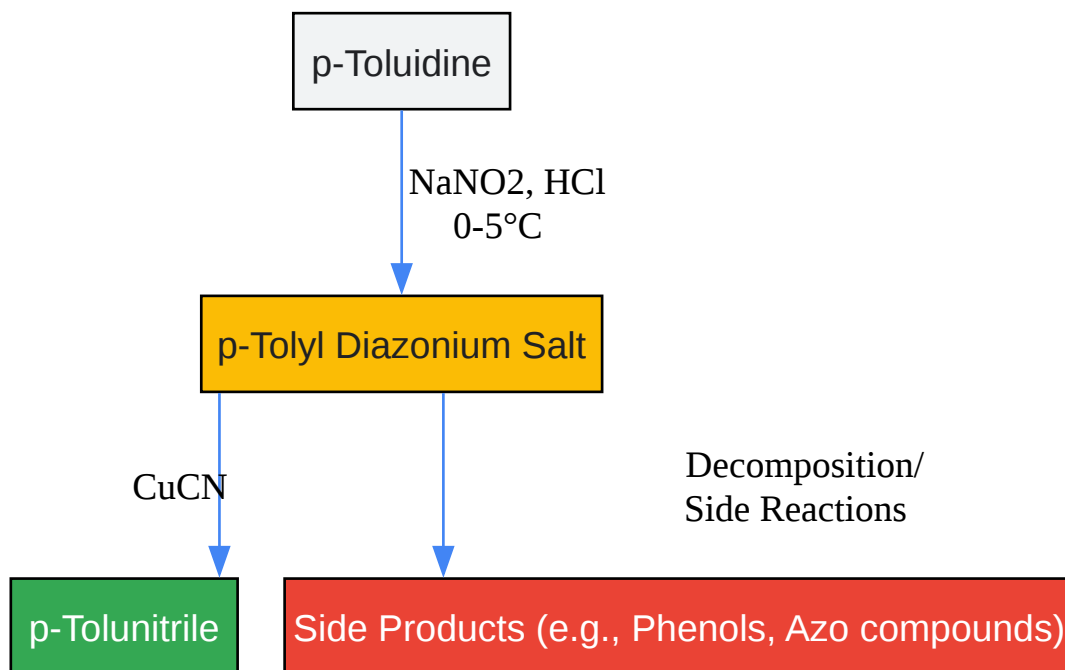 p-Toluidine
NaNO2, HCl
0-5°C
p-Tolyl Diazonium Salt
CuCN
Decomposition/
Side Reactions
p-Tolunitrile
Side Products (e.g., Phenols, Azo compounds)